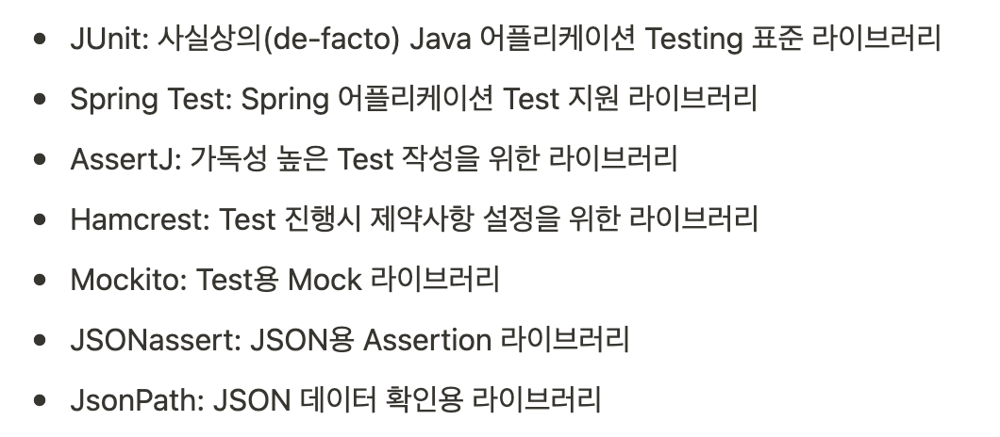 • JUnit: 사실상의(de-facto) Java 어플리케이션 Testing 표준 라이브러리
• Spring Test: Spring 어플리케이션 Test 지원 라이브러리
• AssertJ: 가독성 높은 Test 작성을 위한 라이브러리
• Hamcrest: Test 진행시 제약사항 설정을 위한 라이브러리
• Mockito: Test용 Mock 라이브러리
• JSONassert: JSON용 Assertion 라이브러리
• JsonPath: JSON 데이터 확인용 라이브러리